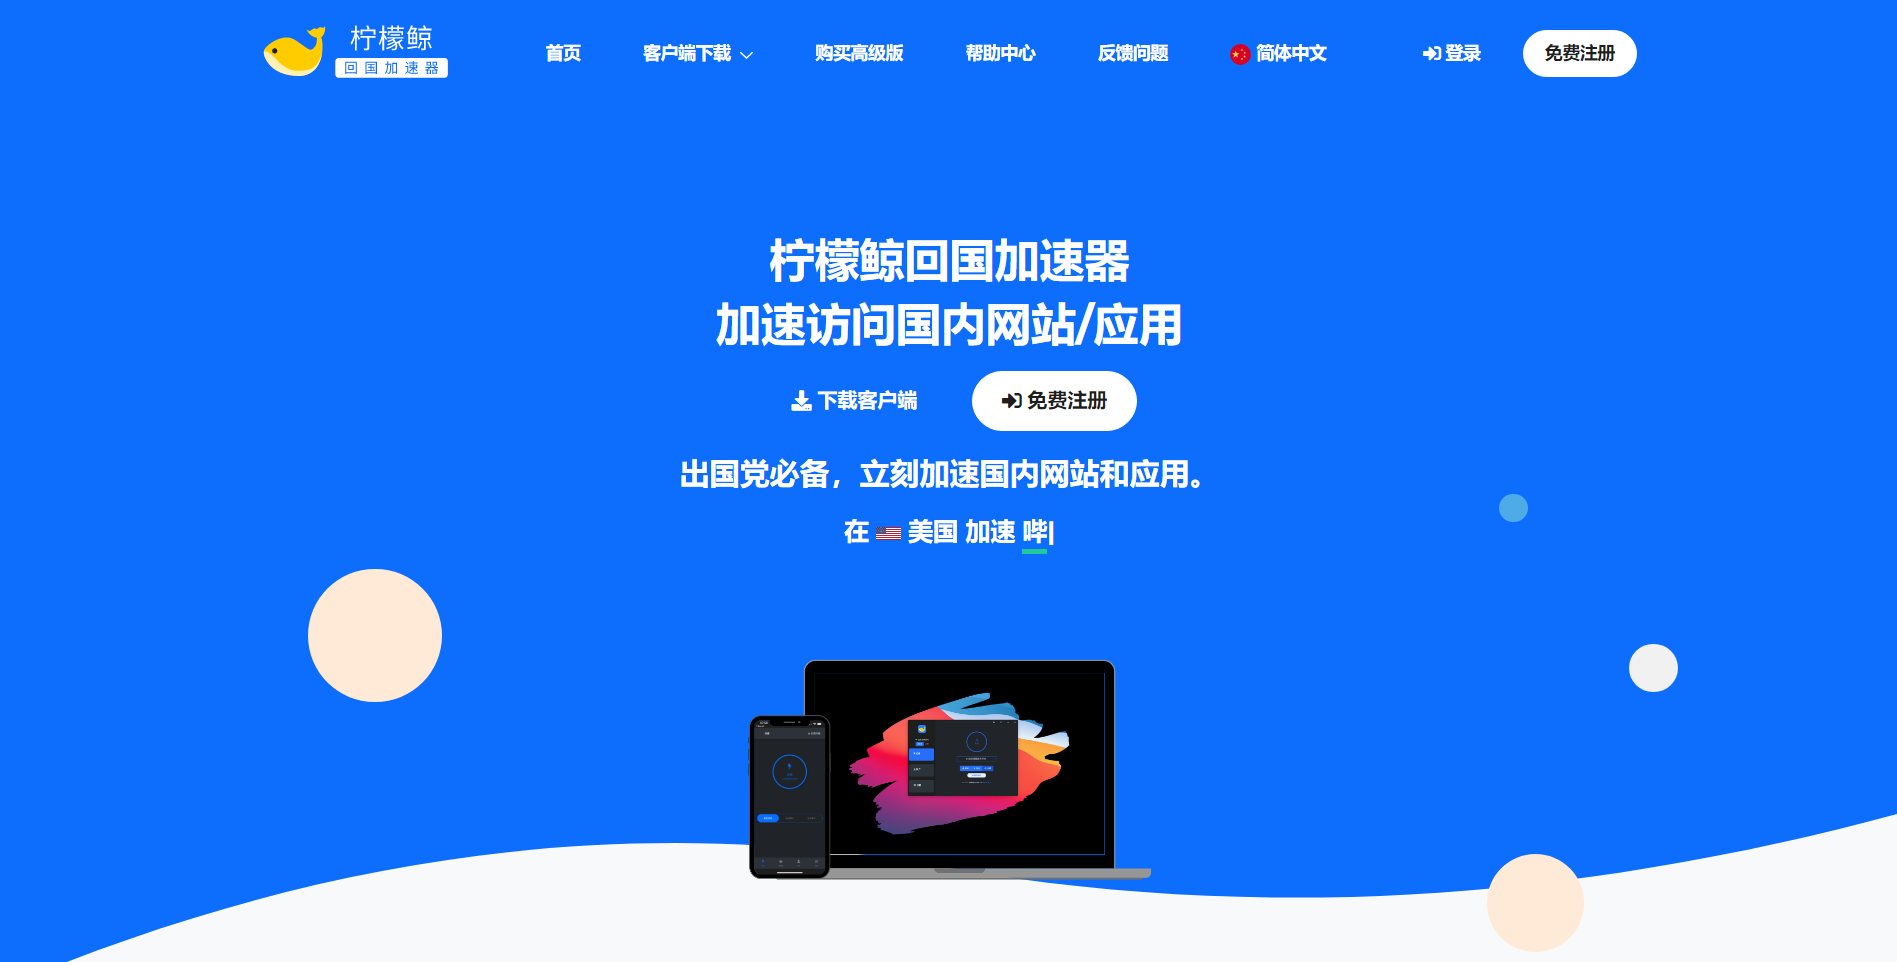 柠檬鲸
回国加速器
首页
客户端下载
购买高级版
帮助中心
反馈问题
简体中文
登录
免费注册
柠檬鲸回国加速器
加速访问国内网站/应用
下载客户端
免费注册
出国党必备，立刻加速国内网站和应用。
在 美国 加速 哔|